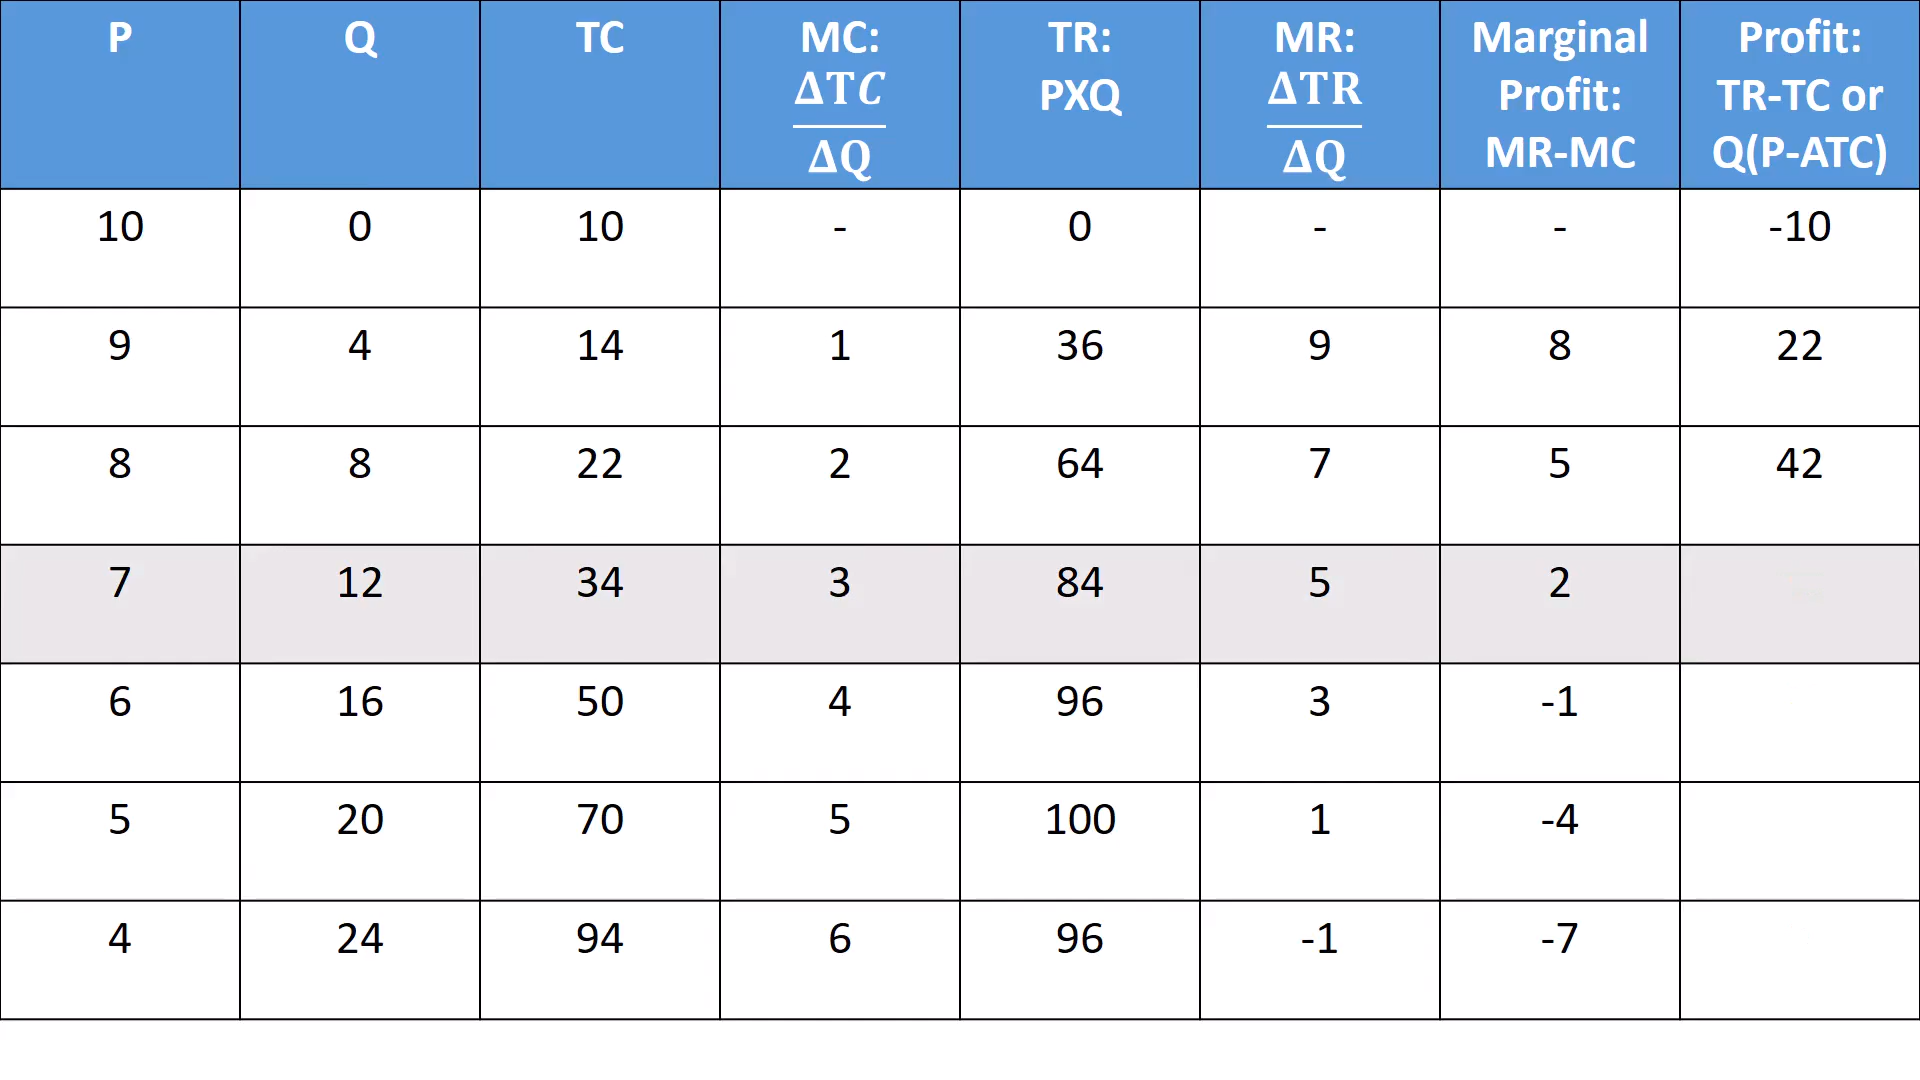 P Q TC MC: TR: MR: Marginal Profit:
ΔTC PXQ ΔTR Profit: TR-TC or
ΔQ ΔQ MR-MC Q(P-ATC)
10 0 10 - 0 - - -10
9 4 14 1 36 9 8 22
8 8 22 2 64 7 5 42
7 12 34 3 84 5 2
6 16 50 4 96 3 -1
5 20 70 5 100 1 -4
4 24 94 6 96 -1 -7